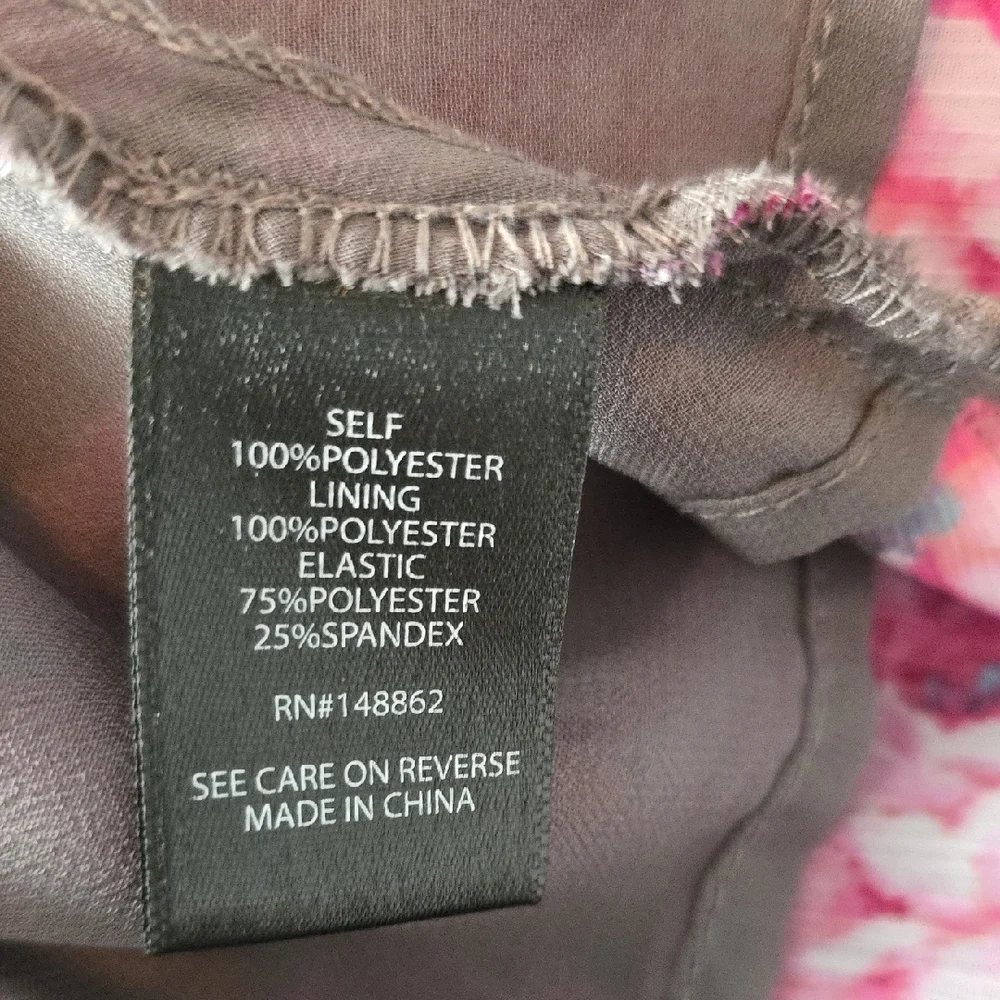 SELF
100%POLYESTER
LINING
100%POLYESTER
ELASTIC
75%POLYESTER
25%SPANDEX
RN#148862
SEE CARE ON REVERSE
MADE IN CHINA